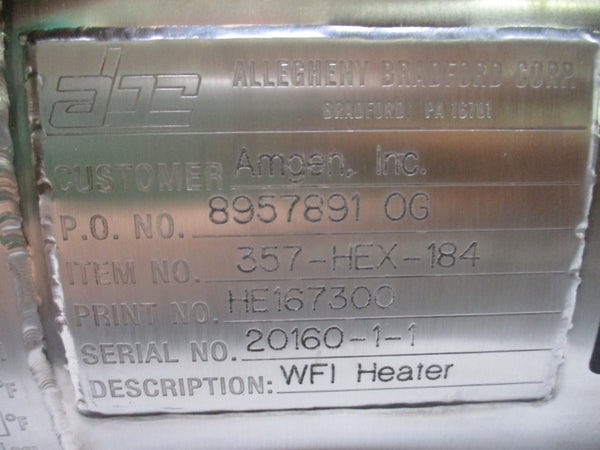 abc ALLEGHENY BRADFORD CORP.
BRADFORD, PA 16701
CUSTOMER Amgen, Inc.
P.O. NO. 8957891 OG
ITEM NO. 357-HEX-184
PRINT NO. HE167300
SERIAL NO. 20160-1-1
DESCRIPTION: WFI Heater
°F
°F